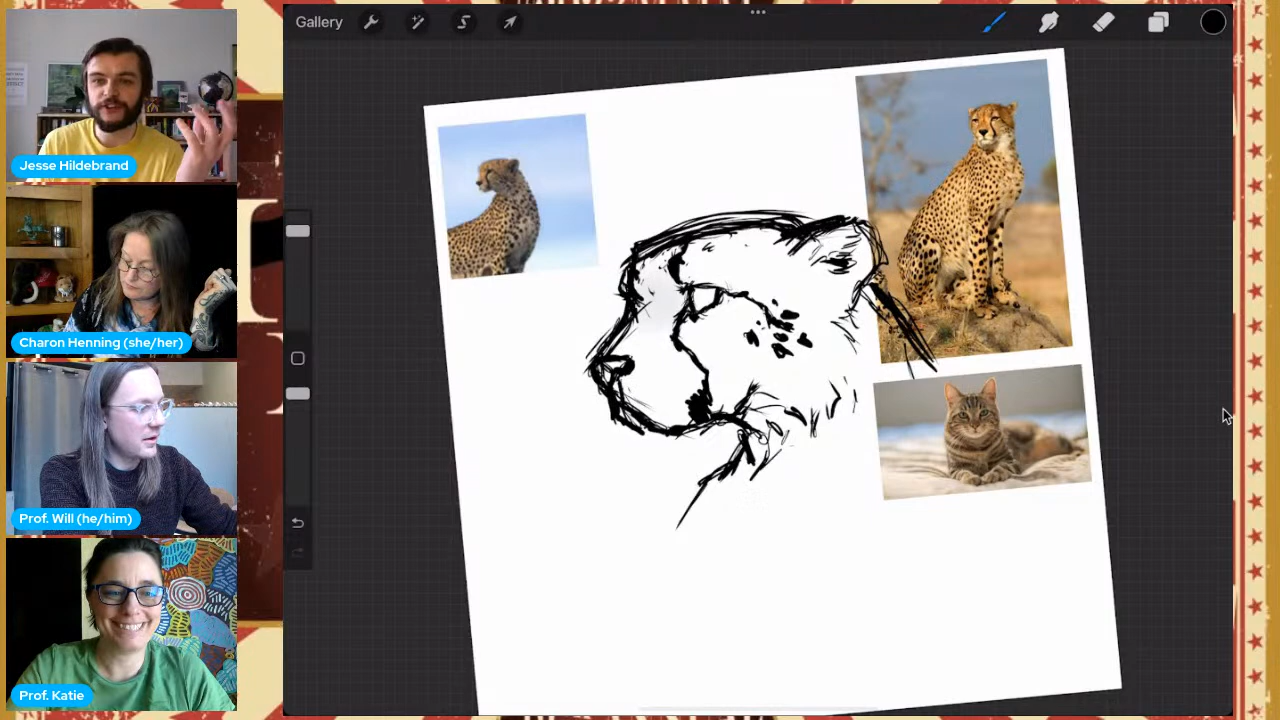 Jesse Hildebrand
Charon Henning (she/her)
Prof. Will (he/him)
Prof. Katie
Gallery